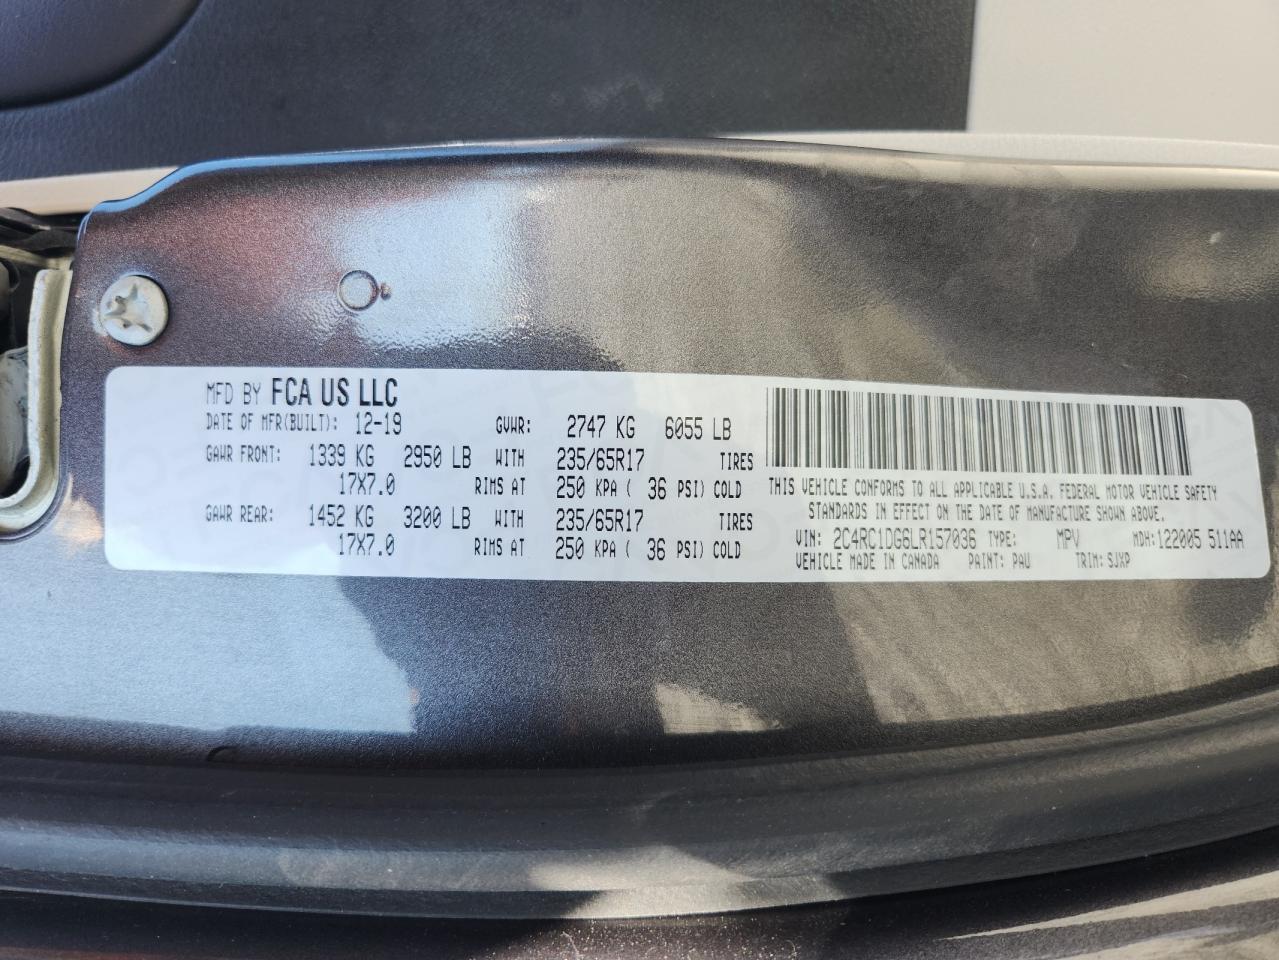 MFD BY FCA US LLC
DATE OF MFR(BUILT): 12-19 GVWR: 2747 KG 6055 LB
GAWR FRONT: 1339 KG 2950 LB WITH 235/65R17 TIRES
17X7.0 RIMS AT 250 KPA ( 36 PSI) COLD
GAWR REAR: 1452 KG 3200 LB WITH 235/65R17 TIRES
17X7.0 RIMS AT 250 KPA ( 36 PSI) COLD
THIS VEHICLE CONFORMS TO ALL APPLICABLE U.S.A. FEDERAL MOTOR VEHICLE SAFETY
STANDARDS IN EFFECT ON THE DATE OF MANUFACTURE SHOWN ABOVE.
VIN: 2C4RC1DG6LR157036 TYPE: MPV MDH:122005 511AA
VEHICLE MADE IN CANADA PAINT: PAU TRIM: SJXP